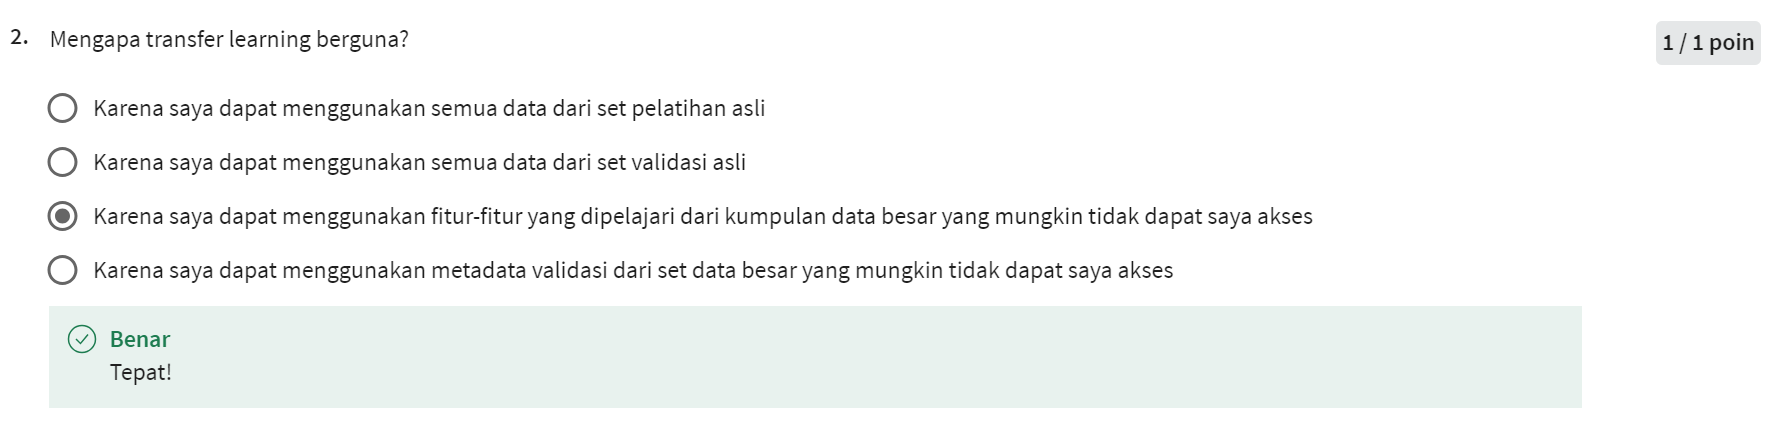 2. Mengapa transfer learning berguna?
1 / 1 poin
Karena saya dapat menggunakan semua data dari set pelatihan asli
Karena saya dapat menggunakan semua data dari set validasi asli
Karena saya dapat menggunakan fitur-fitur yang dipelajari dari kumpulan data besar yang mungkin tidak dapat saya akses
Karena saya dapat menggunakan metadata validasi dari set data besar yang mungkin tidak dapat saya akses
Benar
Tepat!